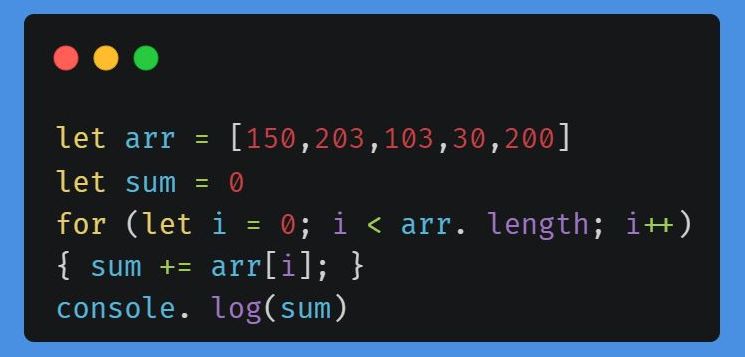 let arr = [150,203,103,30,200]
let sum = 0
for (let i = 0; i < arr. length; i++)
{ sum += arr[i]; }
console. log(sum)